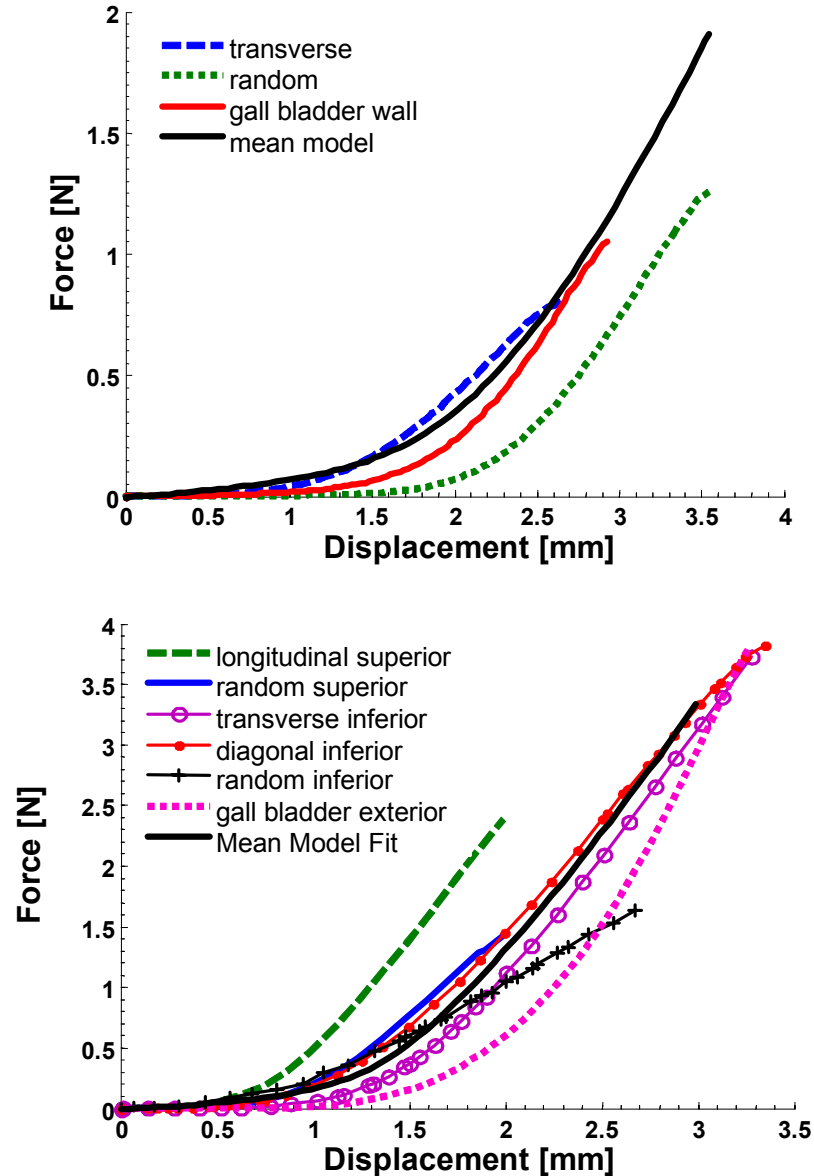 2
transverse
random
gall bladder wall
mean model
1.5
1
0.5
0
Force [N]
0 0.5 1 1.5 2 2.5 3 3.5 4
Displacement [mm]
4
longitudinal superior
random superior
transverse inferior
diagonal inferior
random inferior
gall bladder exterior
Mean Model Fit
3.5
3
2.5
2
1.5
1
0.5
0
Force [N]
0 0.5 1 1.5 2 2.5 3 3.5
Displacement [mm]